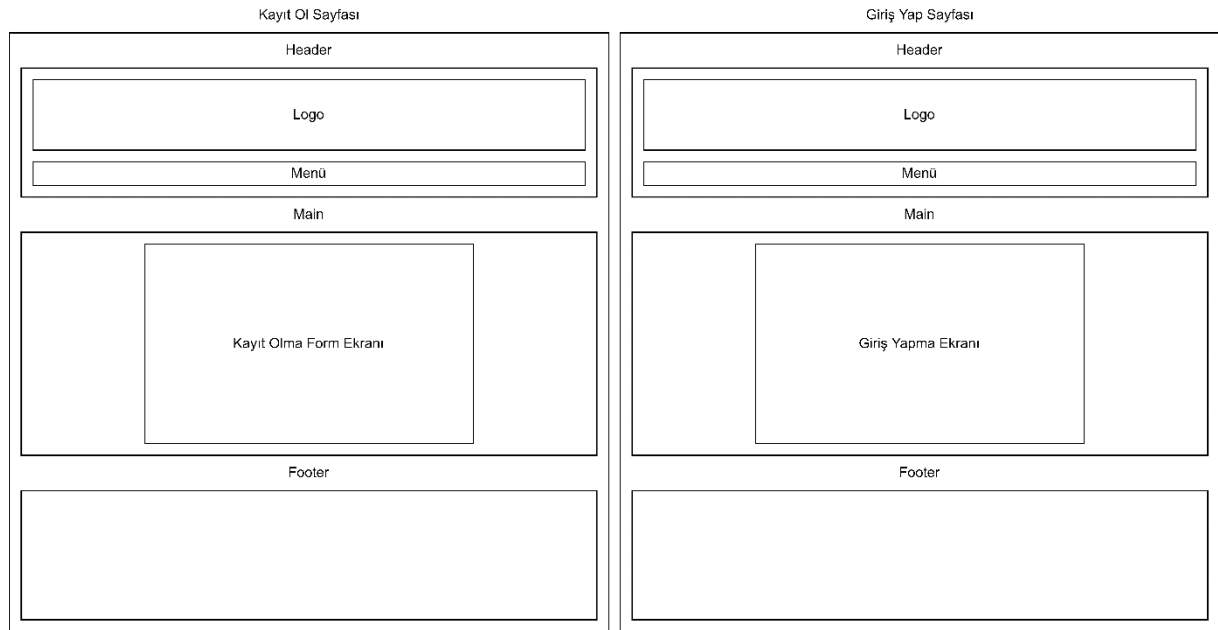 Kayıt Ol Sayfası
Header
Logo
Menü
Main
Kayıt Olma Form Ekranı
Footer
Giriş Yap Sayfası
Header
Logo
Menü
Main
Giriş Yapma Ekranı
Footer